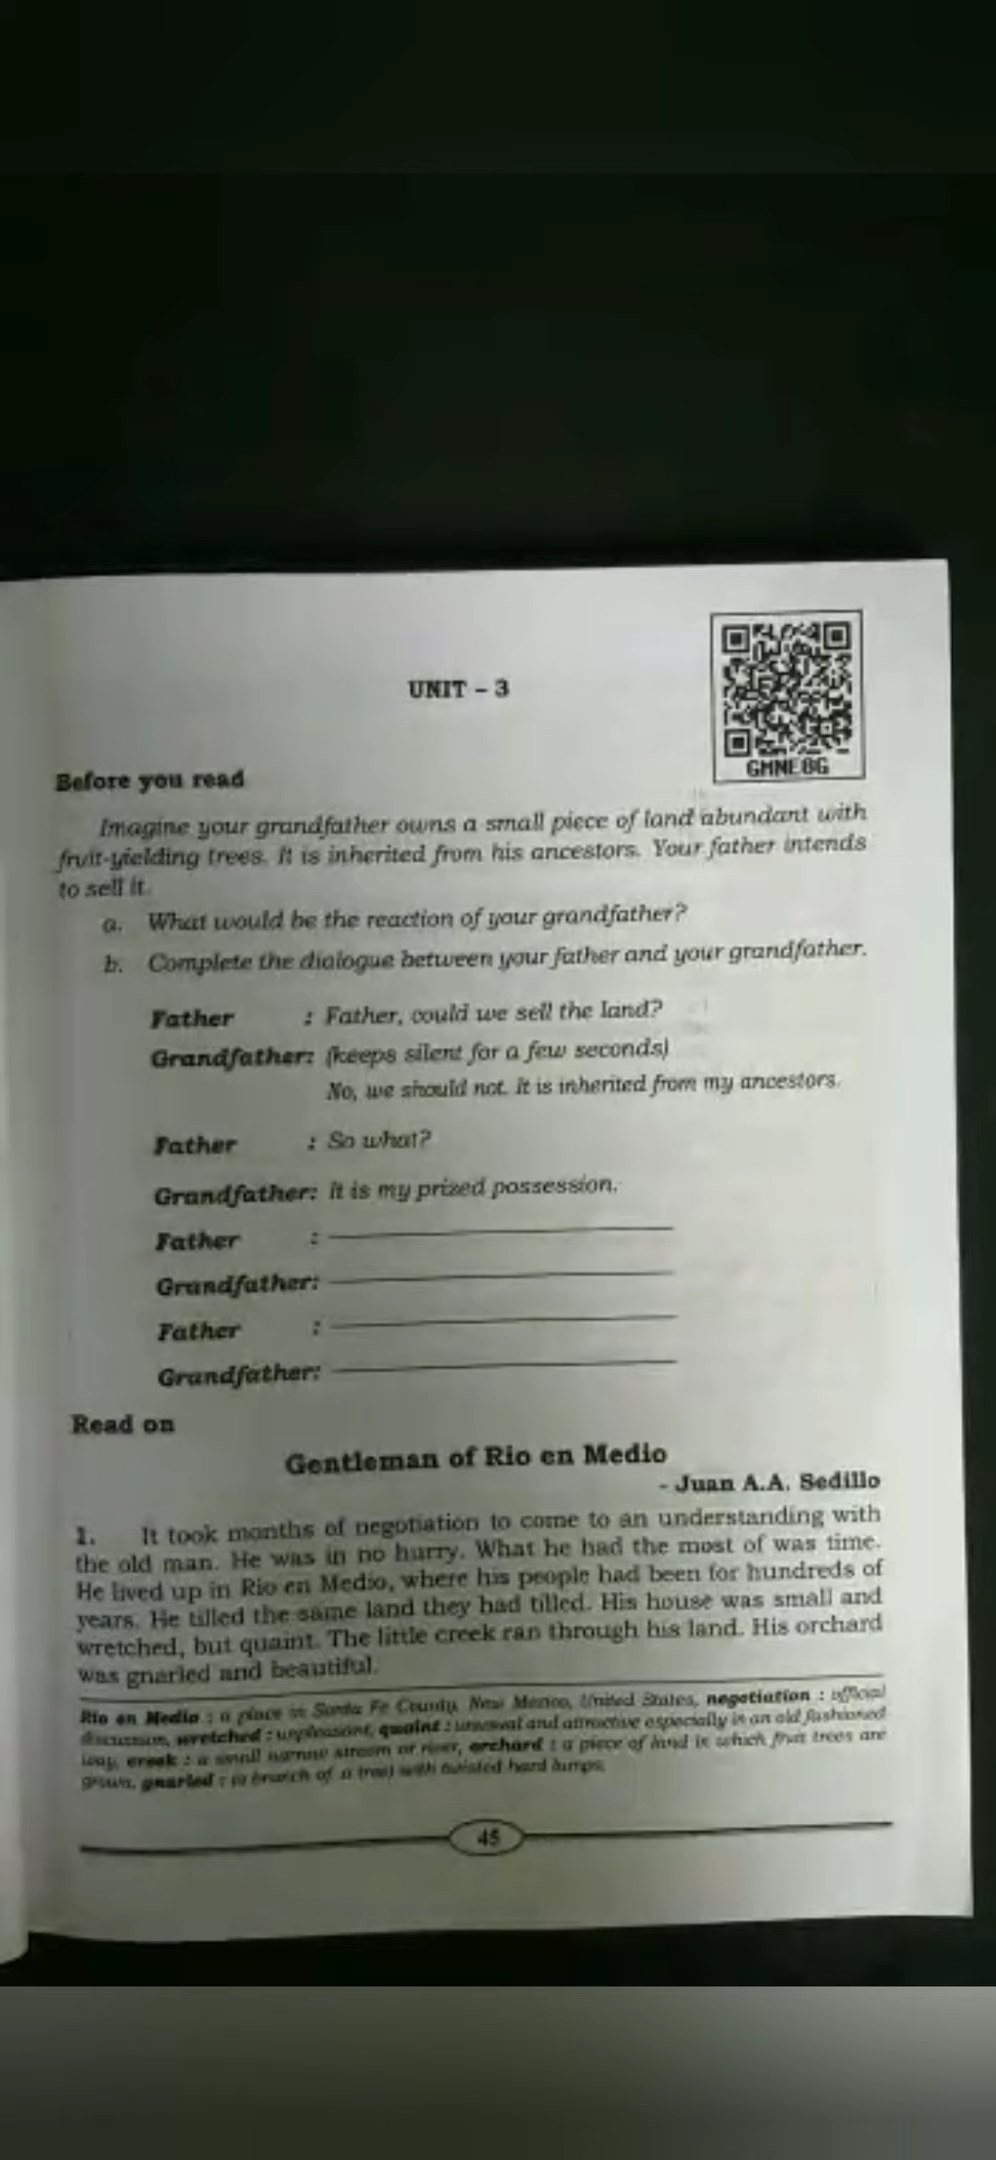 UNIT – 3
GMNE8G
Before you read
Imagine your grandfather owns a small piece of land abundant with
fruit-yielding trees. It is inherited from his ancestors. Your father intends
to sell it.
a. What would be the reaction of your grandfather?
b. Complete the dialogue between your father and your grandfather.
Father : Father, could we sell the land?
Grandfather: (keeps silent for a few seconds)
No, we should not. It is inherited from my ancestors.
Father : So what?
Grandfather: It is my prized possession.
Father :
Grandfather:
Father :
Grandfather:
Read on
Gentleman of Rio en Medio
- Juan A.A. Sedillo
1. It took months of negotiation to come to an understanding with
the old man. He was in no hurry. What he had the most of was time.
He lived up in Rio en Medio, where his people had been for hundreds of
years. He tilled the same land they had tilled. His house was small and
wretched, but quaint. The little creek ran through his land. His orchard
was gnarled and beautiful.
Rio en Medio : a place in Santa Fe County, New Mexico, United States, negotiation : official
discussion, wretched : unpleasant, quaint : unusual and attractive especially in an old fashioned
way, creek : a small narrow stream or river, orchard : a piece of land in which fruit trees are
grown, gnarled : (a branch of a tree) with twisted hard lumps.
45